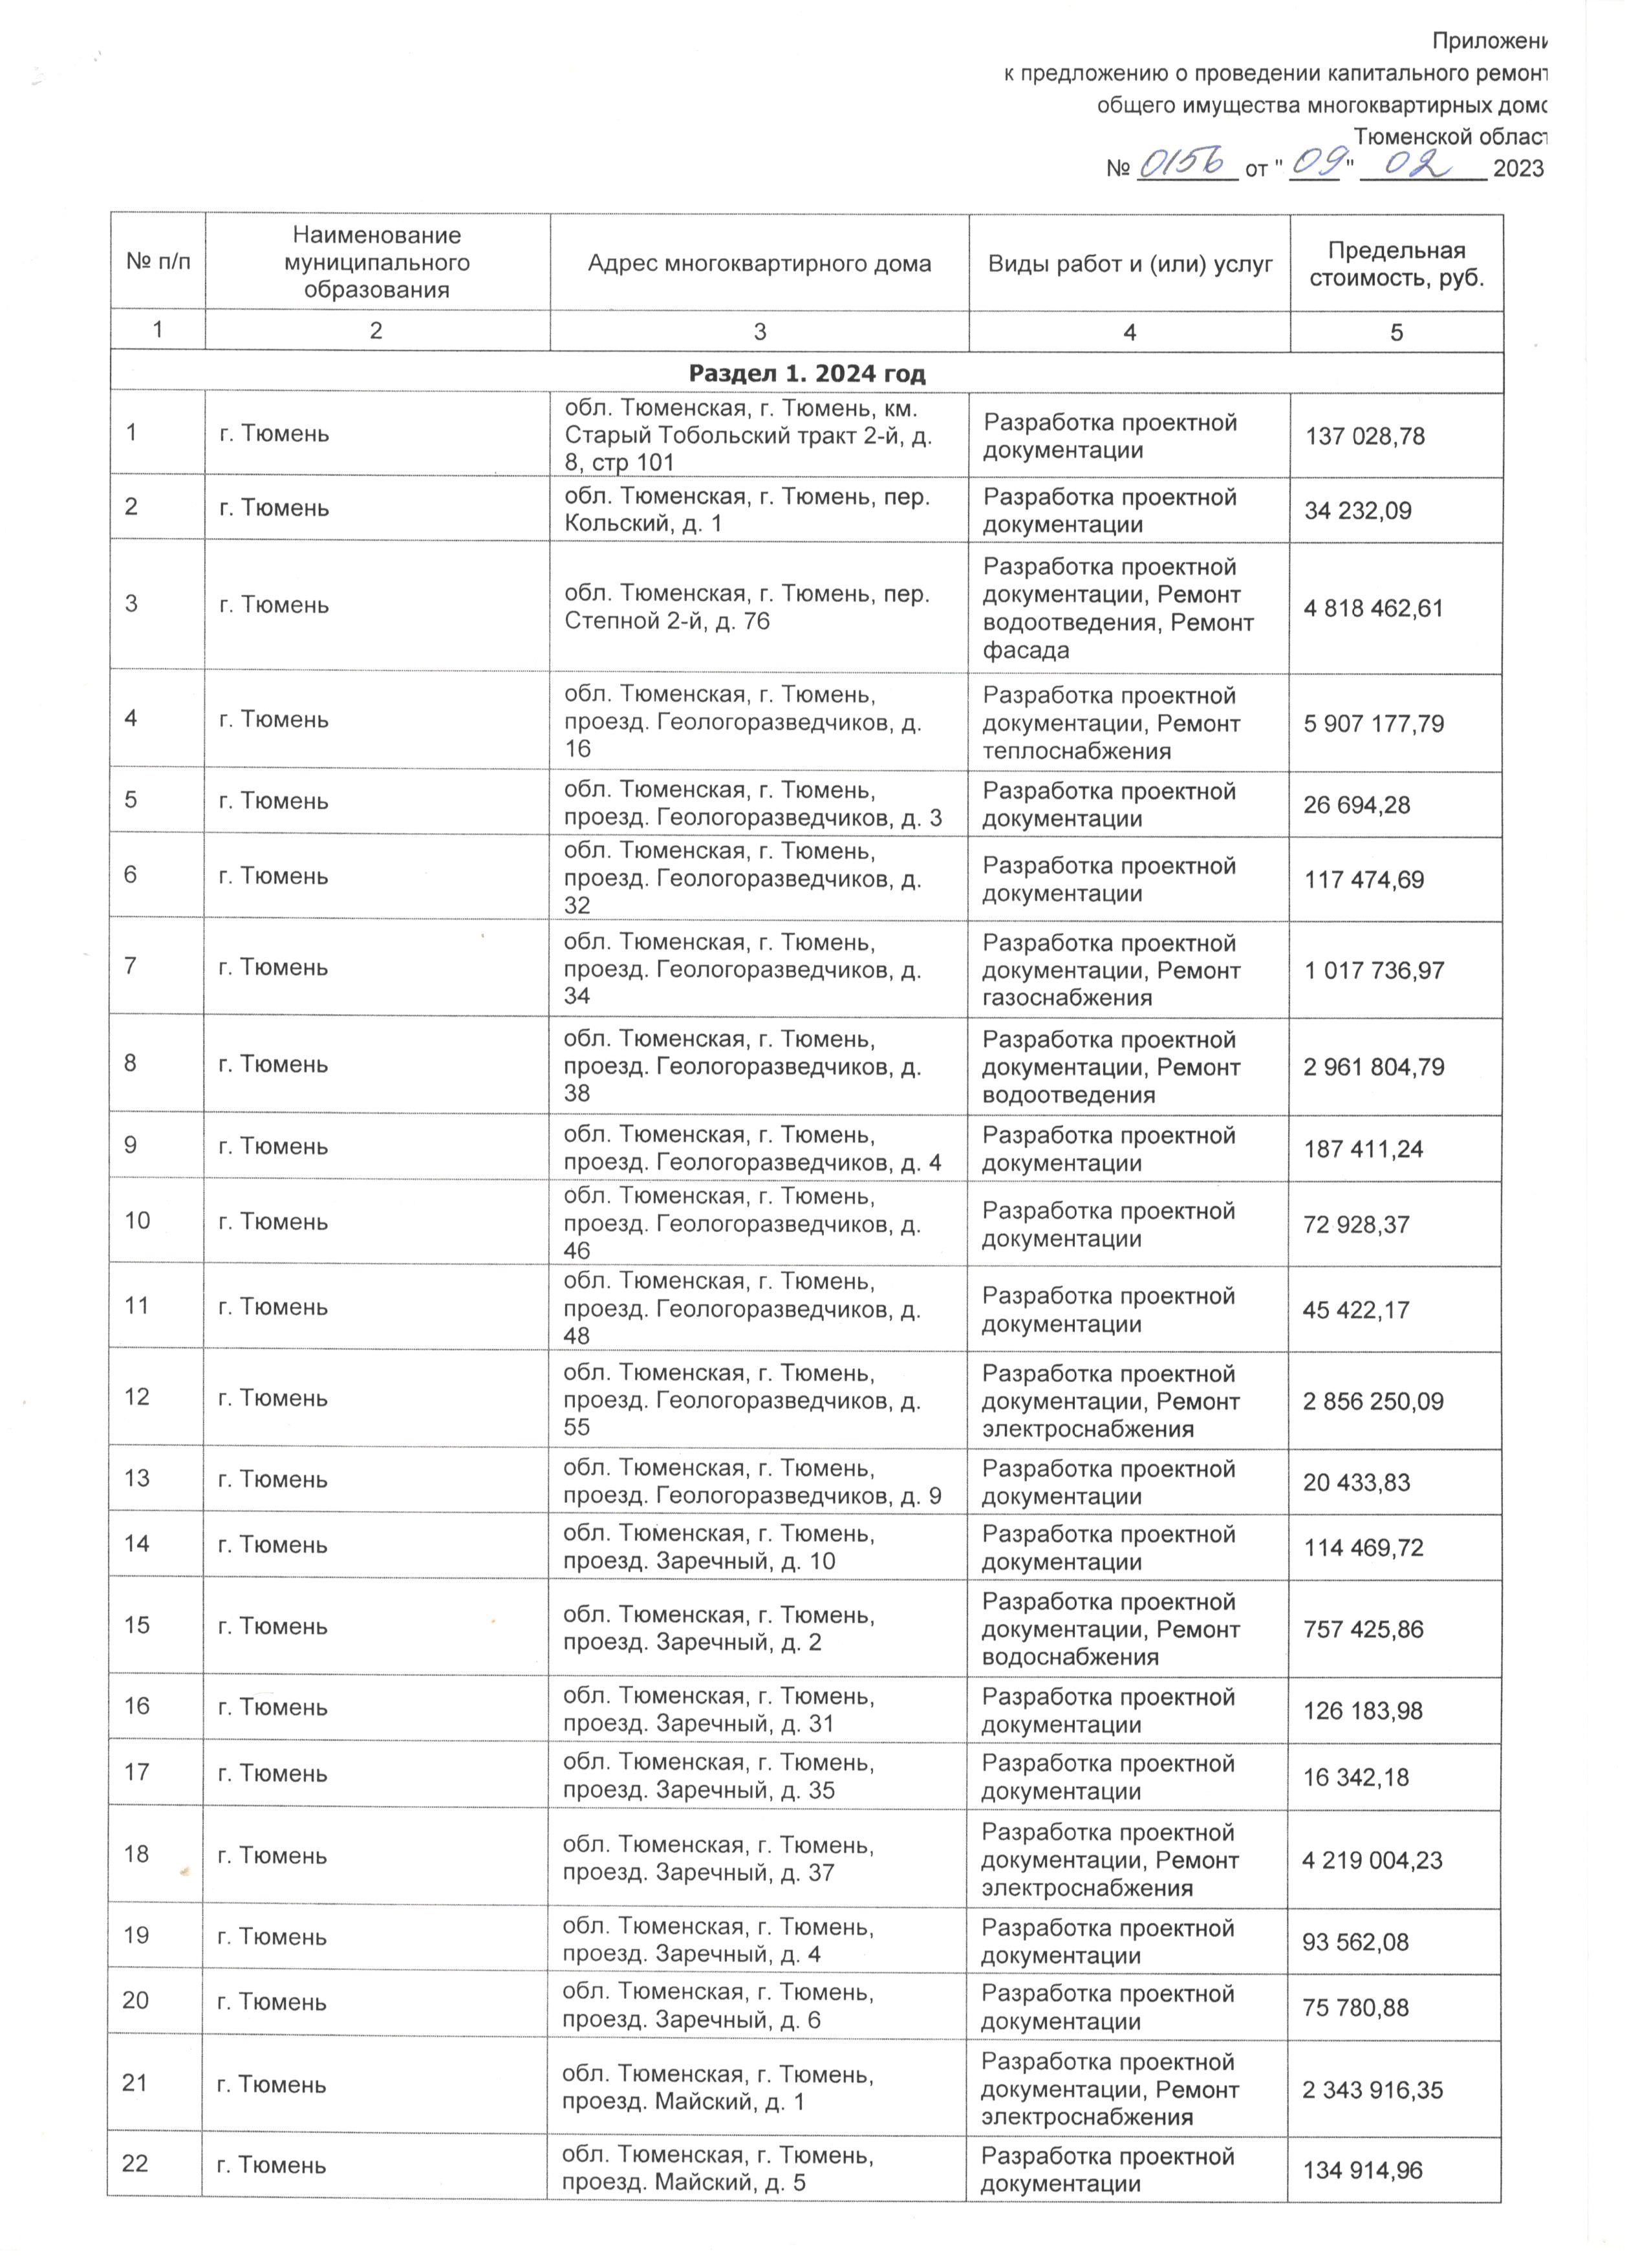 Приложени
к предложению о проведении капитального ремонт
общего имущества многоквартирных домо
Тюменской област
№ 0156 от " 09 " 02 2023
№ п/п
Наименование
муниципального
образования
Адрес многоквартирного дома
Виды работ и (или) услуг
Предельная
стоимость, руб.
1 2 3 4 5
Раздел 1. 2024 год
1
г. Тюмень
обл. Тюменская, г. Тюмень, км.
Старый Тобольский тракт 2-й, д.
8, стр 101
Разработка проектной
документации
137 028,78
2
г. Тюмень
обл. Тюменская, г. Тюмень, пер.
Кольский, д. 1
Разработка проектной
документации
34 232,09
3
г. Тюмень
обл. Тюменская, г. Тюмень, пер.
Степной 2-й, д. 76
Разработка проектной
документации, Ремонт
водоотведения, Ремонт
фасада
4 818 462,61
4
г. Тюмень
обл. Тюменская, г. Тюмень,
проезд. Геологоразведчиков, д.
16
Разработка проектной
документации, Ремонт
теплоснабжения
5 907 177,79
5
г. Тюмень
обл. Тюменская, г. Тюмень,
проезд. Геологоразведчиков, д. 3
Разработка проектной
документации
26 694,28
6
г. Тюмень
обл. Тюменская, г. Тюмень,
проезд. Геологоразведчиков, д.
32
Разработка проектной
документации
117 474,69
7
г. Тюмень
обл. Тюменская, г. Тюмень,
проезд. Геологоразведчиков, д.
34
Разработка проектной
документации, Ремонт
газоснабжения
1 017 736,97
8
г. Тюмень
обл. Тюменская, г. Тюмень,
проезд. Геологоразведчиков, д.
38
Разработка проектной
документации, Ремонт
водоотведения
2 961 804,79
9
г. Тюмень
обл. Тюменская, г. Тюмень,
проезд. Геологоразведчиков, д. 4
Разработка проектной
документации
187 411,24
10
г. Тюмень
обл. Тюменская, г. Тюмень,
проезд. Геологоразведчиков, д.
46
Разработка проектной
документации
72 928,37
11
г. Тюмень
обл. Тюменская, г. Тюмень,
проезд. Геологоразведчиков, д.
48
Разработка проектной
документации
45 422,17
12
г. Тюмень
обл. Тюменская, г. Тюмень,
проезд. Геологоразведчиков, д.
55
Разработка проектной
документации, Ремонт
электроснабжения
2 856 250,09
13
г. Тюмень
обл. Тюменская, г. Тюмень,
проезд. Геологоразведчиков, д. 9
Разработка проектной
документации
20 433,83
14
г. Тюмень
обл. Тюменская, г. Тюмень,
проезд. Заречный, д. 10
Разработка проектной
документации
114 469,72
15
г. Тюмень
обл. Тюменская, г. Тюмень,
проезд. Заречный, д. 2
Разработка проектной
документации, Ремонт
водоснабжения
757 425,86
16
г. Тюмень
обл. Тюменская, г. Тюмень,
проезд. Заречный, д. 31
Разработка проектной
документации
126 183,98
17
г. Тюмень
обл. Тюменская, г. Тюмень,
проезд. Заречный, д. 35
Разработка проектной
документации
16 342,18
18
г. Тюмень
обл. Тюменская, г. Тюмень,
проезд. Заречный, д. 37
Разработка проектной
документации, Ремонт
электроснабжения
4 219 004,23
19
г. Тюмень
обл. Тюменская, г. Тюмень,
проезд. Заречный, д. 4
Разработка проектной
документации
93 562,08
20
г. Тюмень
обл. Тюменская, г. Тюмень,
проезд. Заречный, д. 6
Разработка проектной
документации
75 780,88
21
г. Тюмень
обл. Тюменская, г. Тюмень,
проезд. Майский, д. 1
Разработка проектной
документации, Ремонт
электроснабжения
2 343 916,35
22
г. Тюмень
обл. Тюменская, г. Тюмень,
проезд. Майский, д. 5
Разработка проектной
документации
134 914,96